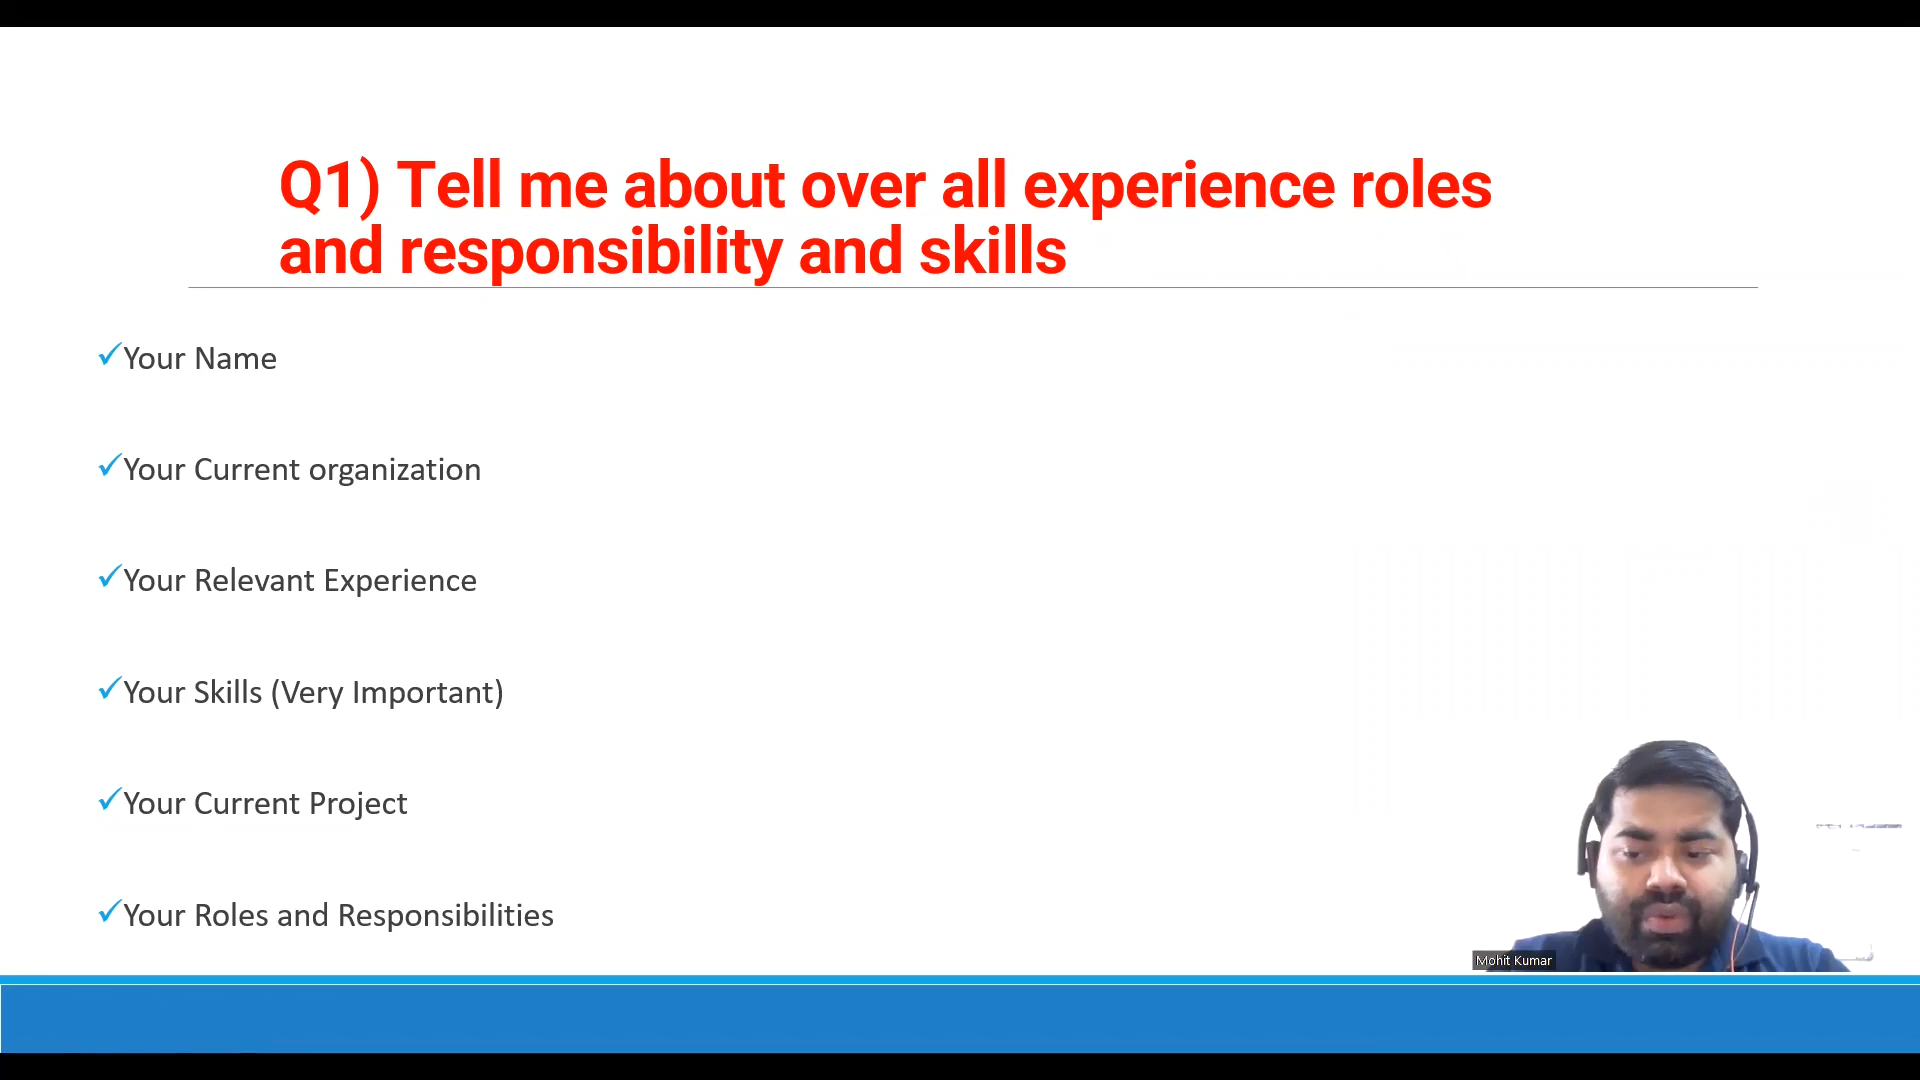 Q1) Tell me about over all experience roles
and responsibility and skills
Your Name
Your Current organization
Your Relevant Experience
Your Skills (Very Important)
Your Current Project
Your Roles and Responsibilities
Mohit Kumar